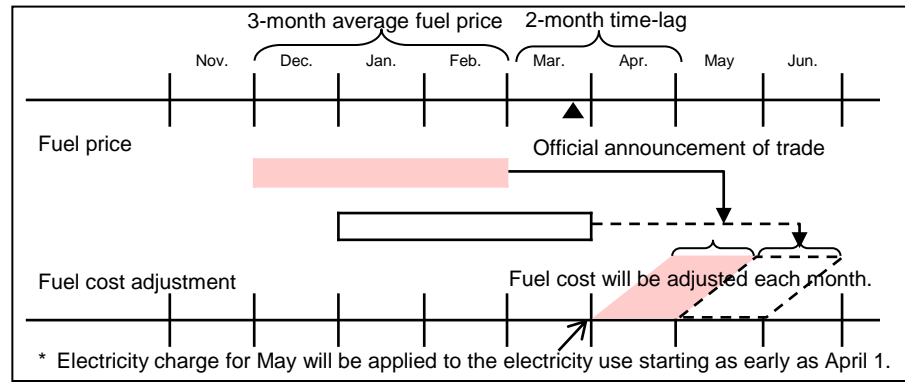 3-month average fuel price 2-month time-lag
Nov. Dec. Jan. Feb. Mar. Apr. May Jun.
Fuel price
Official announcement of trade
Fuel cost adjustment
Fuel cost will be adjusted each month.
* Electricity charge for May will be applied to the electricity use starting as early as April 1.